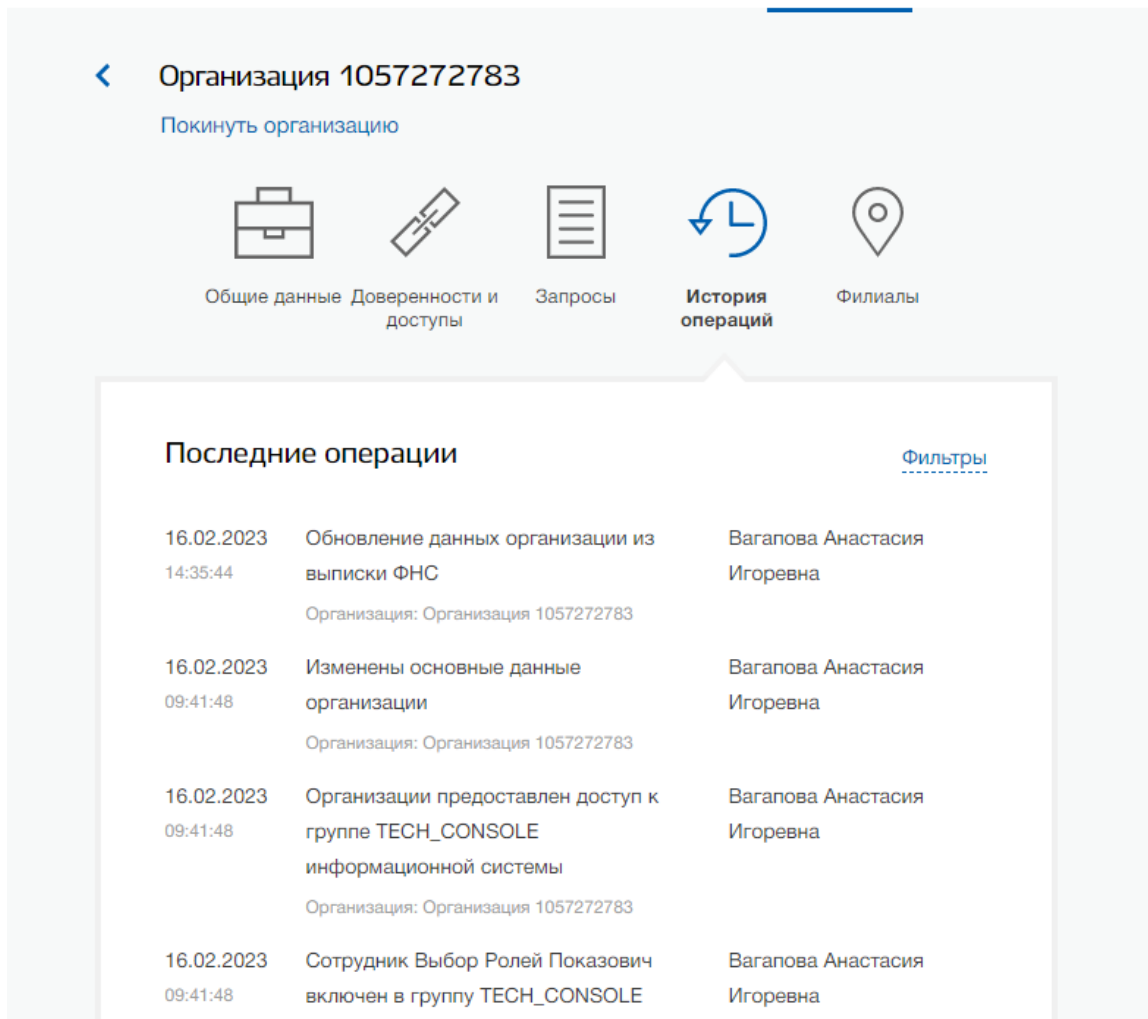 Организация 1057272783
Покинуть организацию
Общие данные
Доверенности и
доступы
Запросы
История
операций
Филиалы
Последние операции
Фильтры
16.02.2023 Обновление данных организации из Вагапова Анастасия
14:35:44 выписки ФНС Игоревна
Организация: Организация 1057272783
16.02.2023 Изменены основные данные Вагапова Анастасия
09:41:48 организации Игоревна
Организация: Организация 1057272783
16.02.2023 Организации предоставлен доступ к Вагапова Анастасия
09:41:48 группе TECH_CONSOLE Игоревна
информационной системы
Организация: Организация 1057272783
16.02.2023 Сотрудник Выбор Ролей Показович Вагапова Анастасия
09:41:48 включен в группу TECH_CONSOLE Игоревна